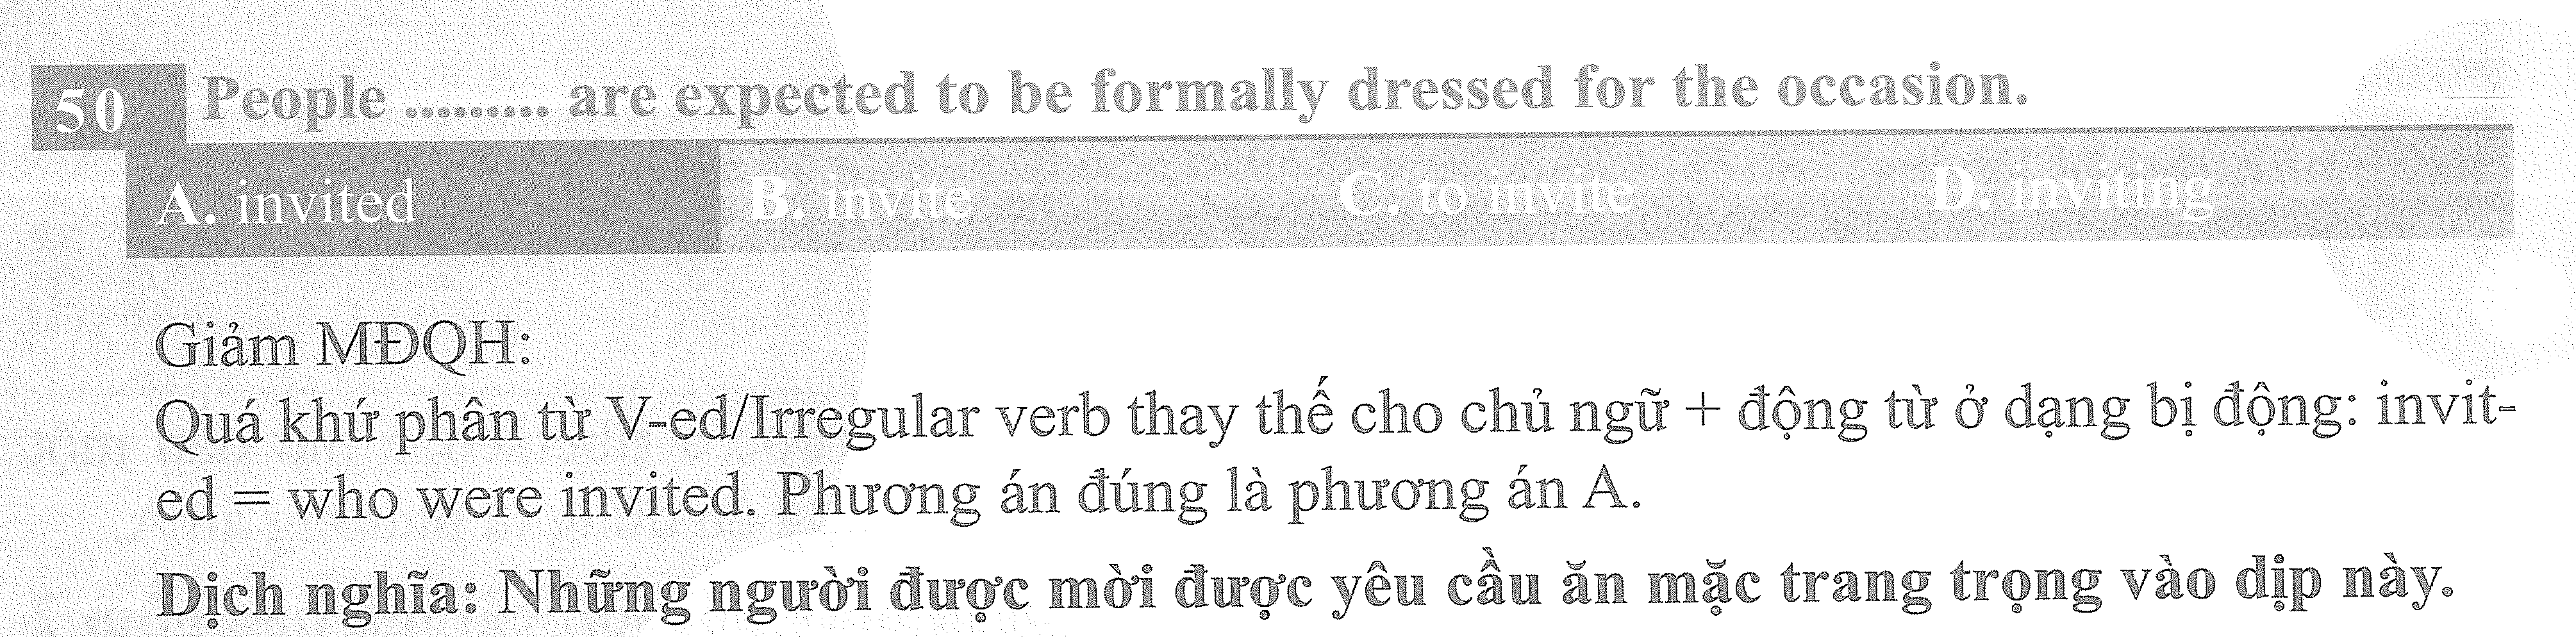 50 People ......... are expected to be formally dressed for the occasion.
A. invited B. invite C. to invite D. inviting
Giảm MĐQH:
Quá khứ phân từ V-ed/Irregular verb thay thế cho chủ ngữ + động từ ở dạng bị động: invit-
ed = who were invited. Phương án đúng là phương án A.
Dịch nghĩa: Những người được mời được yêu cầu ăn mặc trang trọng vào dịp này.